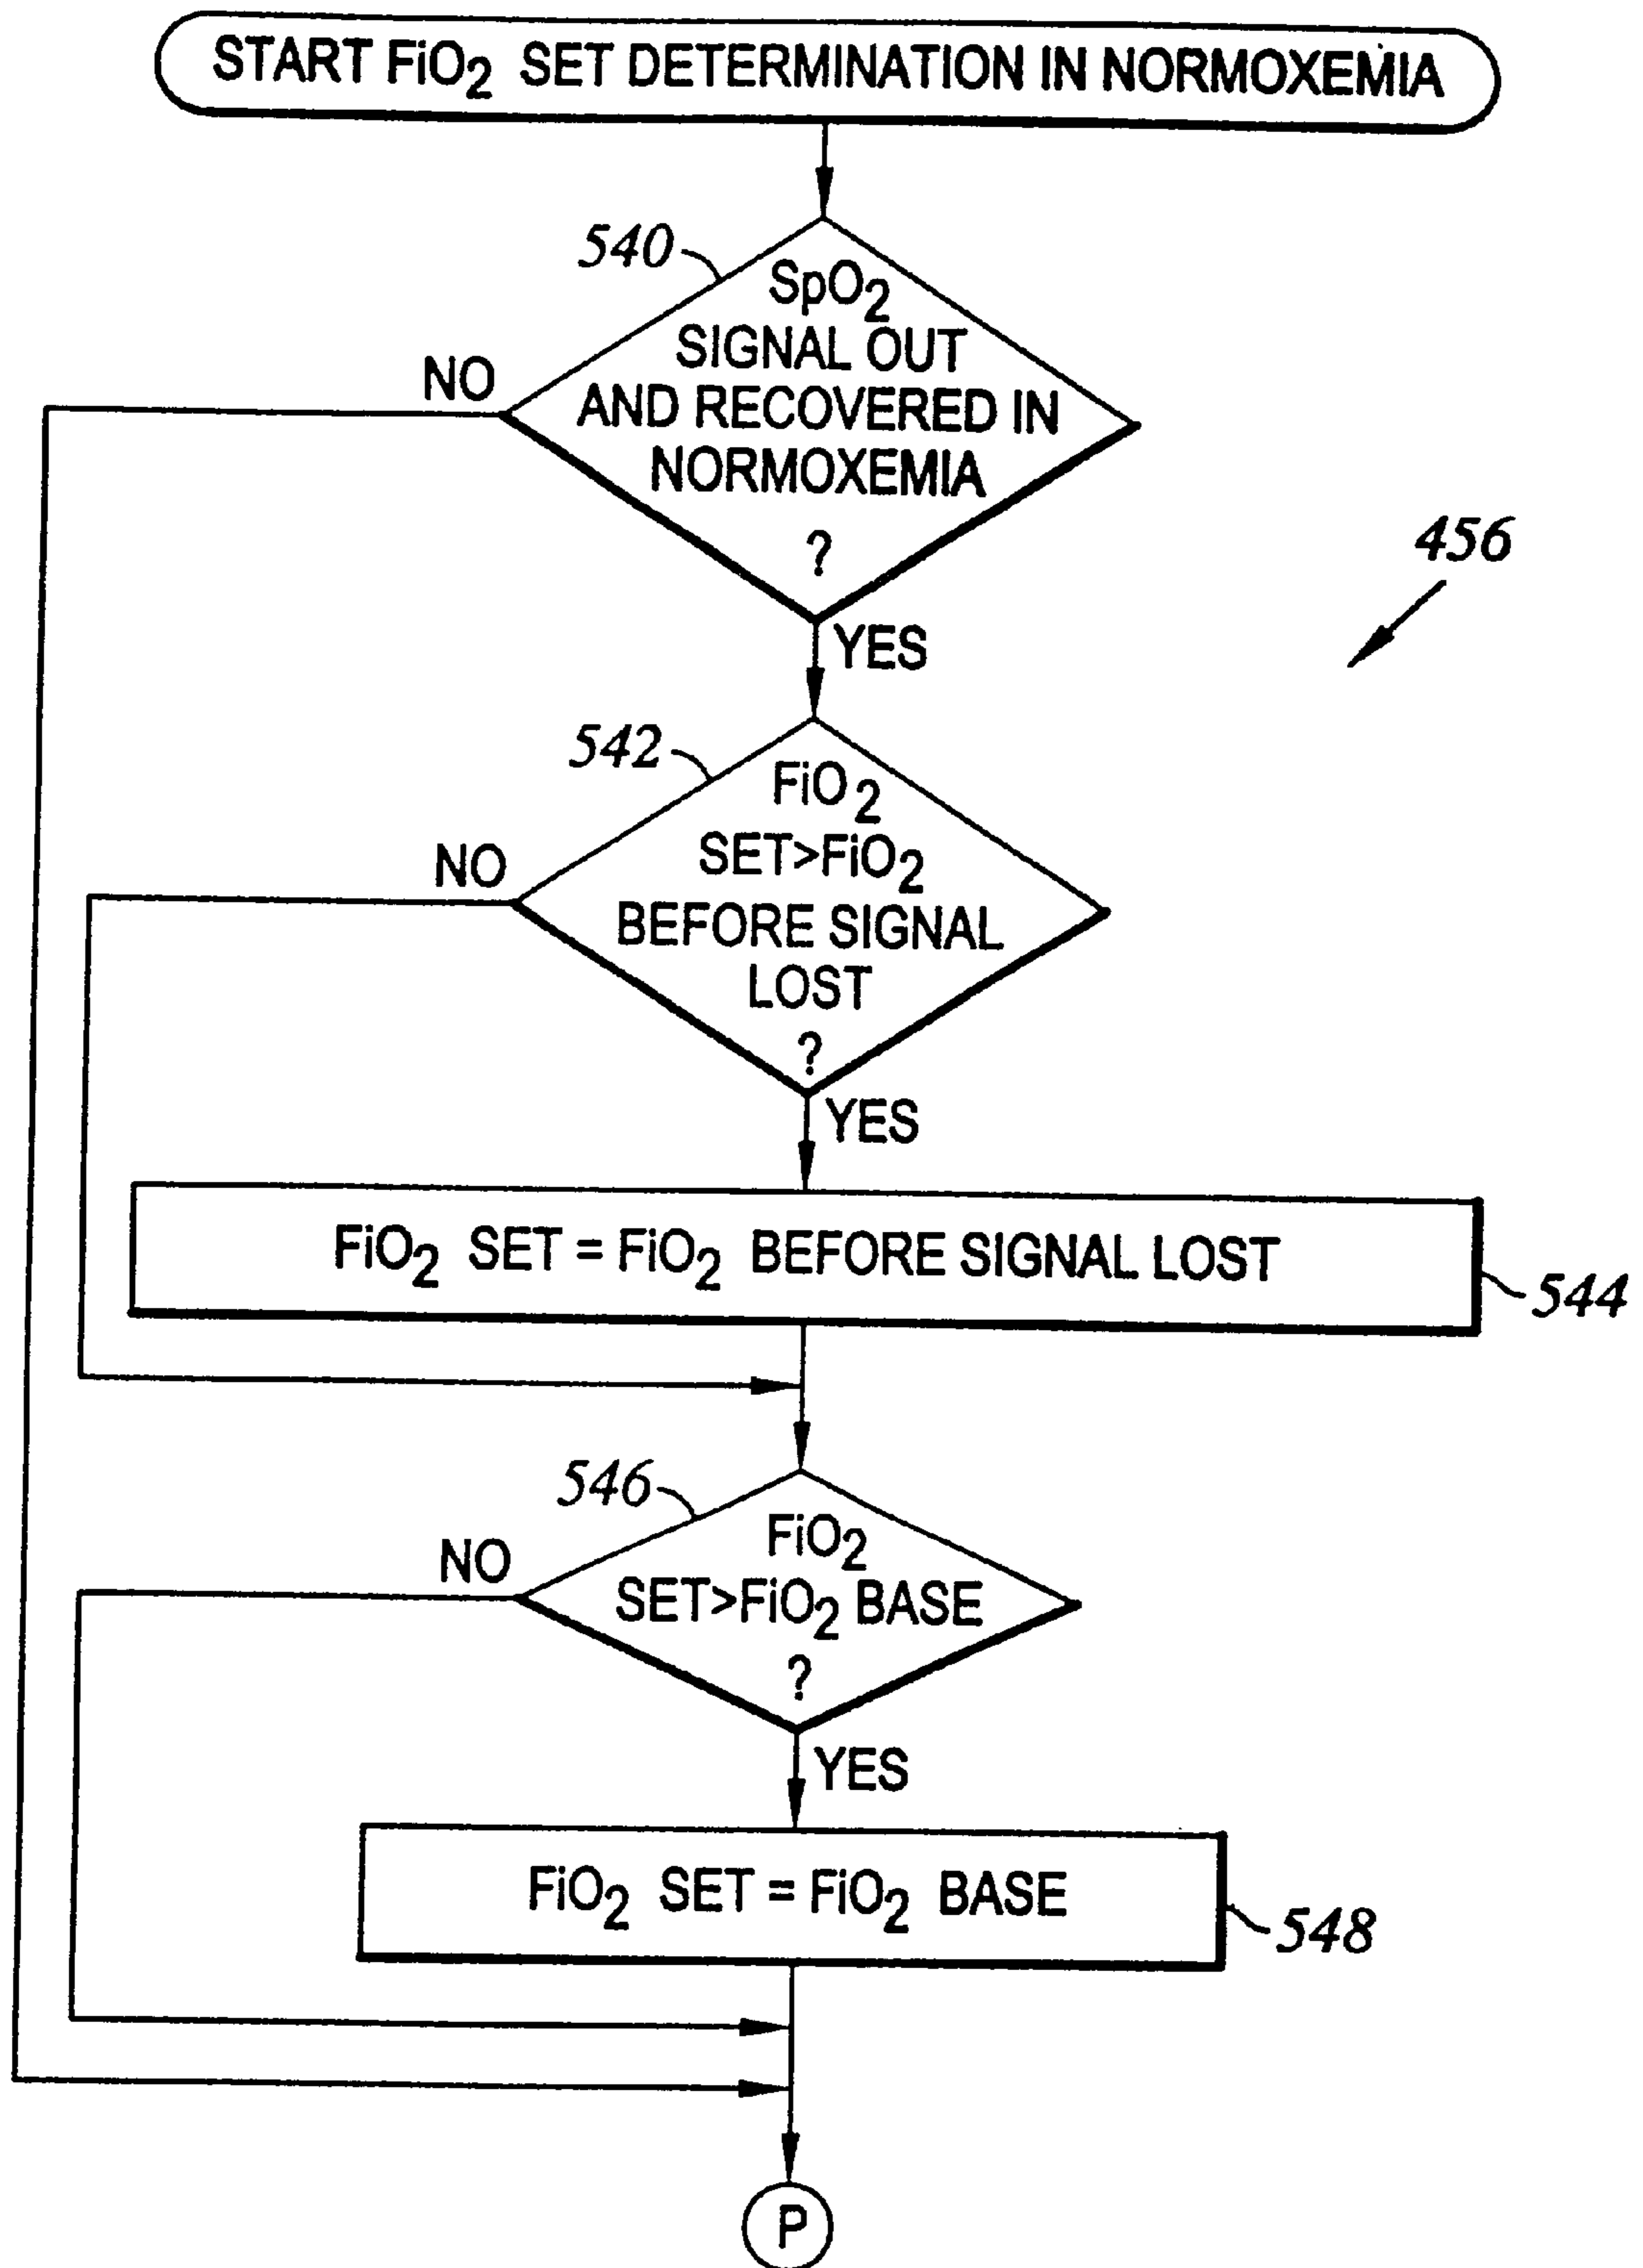 START FiO2 SET DETERMINATION IN NORMOXEMIA
540
SpO2
SIGNAL OUT
AND RECOVERED IN
NORMOXEMIA
?
NO
YES
456
542
FiO2
SET>FiO2
BEFORE SIGNAL
LOST
?
NO
YES
FiO2 SET = FiO2 BEFORE SIGNAL LOST
544
546
FiO2
SET>FiO2 BASE
?
NO
YES
FiO2 SET = FiO2 BASE
548
P